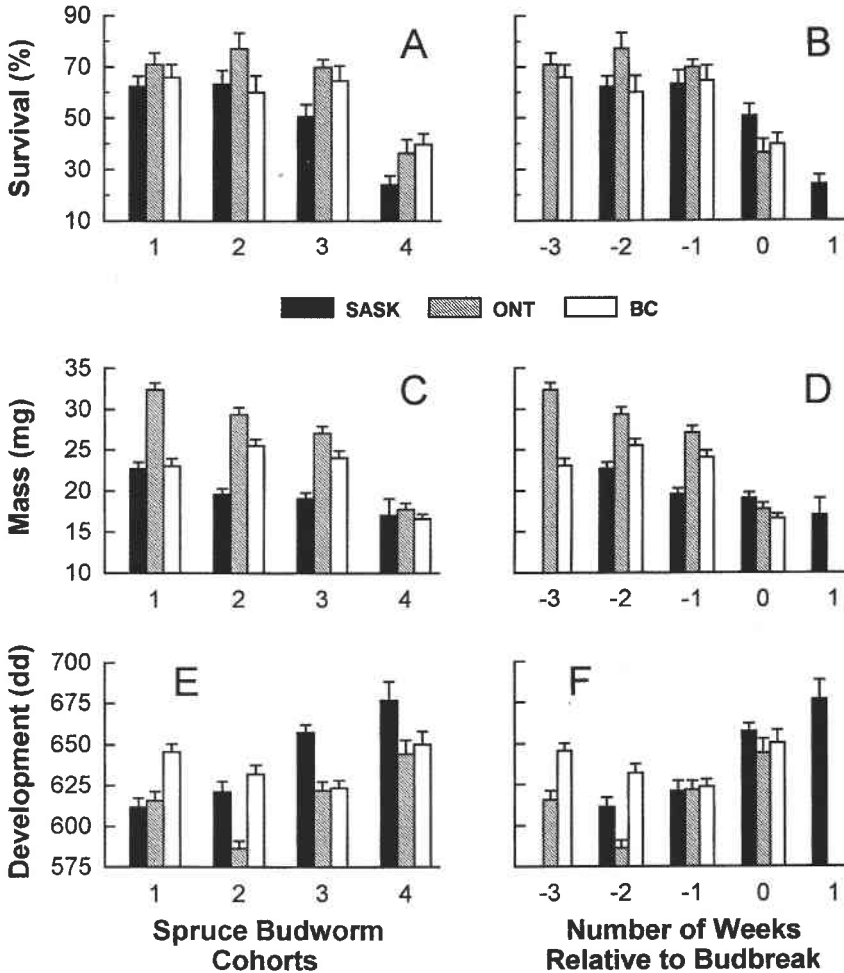 Survival (%)
90
70
50
30
10
A
1 2 3 4
B
-3 -2 -1 0 1
SASK ONT BC
Mass (mg)
35
30
25
20
15
10
C
1 2 3 4
D
-3 -2 -1 0 1
Development (dd)
700
675
650
625
600
575
E
1 2 3 4
Spruce Budworm
Cohorts
F
-3 -2 -1 0 1
Number of Weeks
Relative to Budbreak